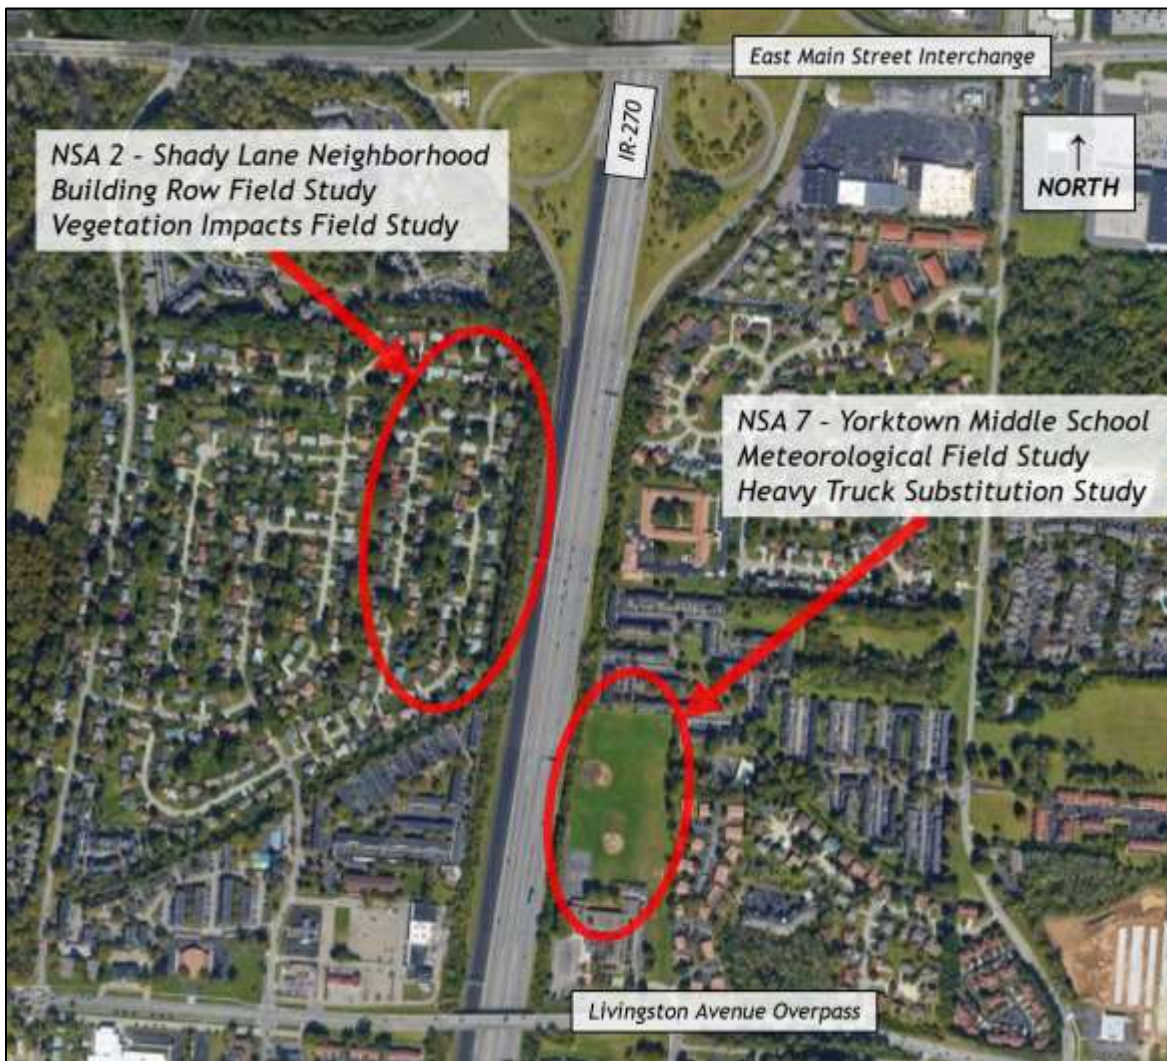 East Main Street Interchange
IR-270
NSA 2 - Shady Lane Neighborhood
Building Row Field Study
Vegetation Impacts Field Study
↑
NORTH
NSA 7 - Yorktown Middle School
Meteorological Field Study
Heavy Truck Substitution Study
Livingston Avenue Overpass